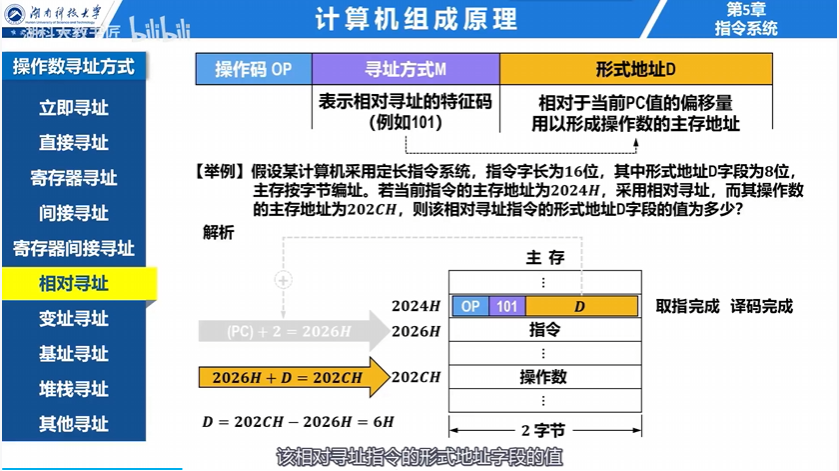 湖南科技大学
计算机组成原理
第5章
指令系统
湖科大教书匠 bilibili
操作数寻址方式
立即寻址
直接寻址
寄存器寻址
间接寻址
寄存器间接寻址
相对寻址
变址寻址
基址寻址
堆栈寻址
其他寻址
操作码 OP 寻址方式M 形式地址D
表示相对寻址的特征码
（例如101）
相对于当前PC值的偏移量
用以形成操作数的主存地址
【举例】假设某计算机采用定长指令系统，指令字长为16位，其中形式地址D字段为8位，
主存按字节编址。若当前指令的主存地址为2024H，采用相对寻址，而其操作数
的主存地址为202CH，则该相对寻址指令的形式地址D字段的值为多少？
解析
主 存
⋮
2024H OP 101 D 取指完成 译码完成
+
(PC) + 2 = 2026H 2026H 指令
⋮
2026H + D = 202CH 202CH 操作数
⋮
D = 202CH − 2026H = 6H
2 字节
该相对寻址指令的形式地址字段的值